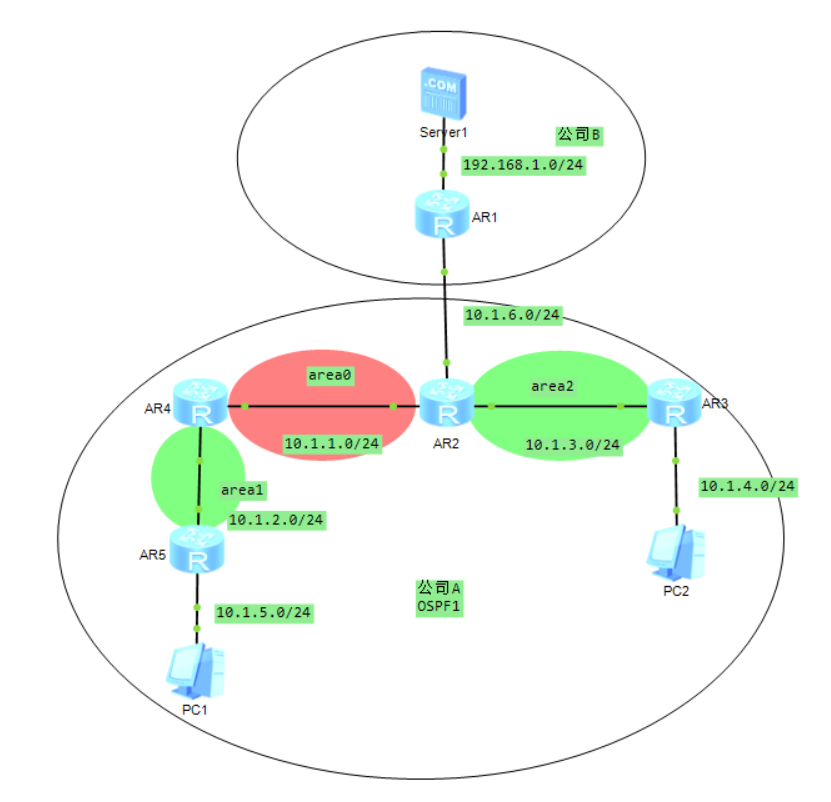 .COM
Server1
公司B
192.168.1.0/24
R
AR1
10.1.6.0/24
area0
area2
AR4
R
R
R
AR3
AR2
10.1.1.0/24
10.1.3.0/24
area1
10.1.4.0/24
10.1.2.0/24
AR5
R
公司A
OSPF1
PC2
10.1.5.0/24
PC1